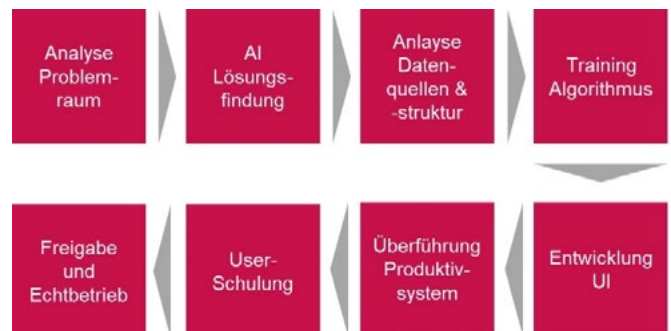 Analyse
Problem-
raum
AI
Lösungs-
findung
Anlayse
Daten-
quellen &
-struktur
Training
Algorithmus
Entwicklung
UI
Überführung
Produktiv-
system
User-
Schulung
Freigabe
und
Echtbetrieb